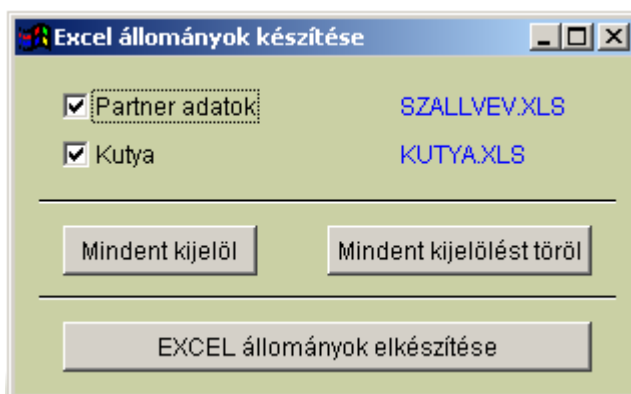 Excel állományok készítése
Partner adatok SZALLVEV.XLS
Kutya KUTYA.XLS
Mindent kijelöl Mindent kijelölést töröl
EXCEL állományok elkészítése